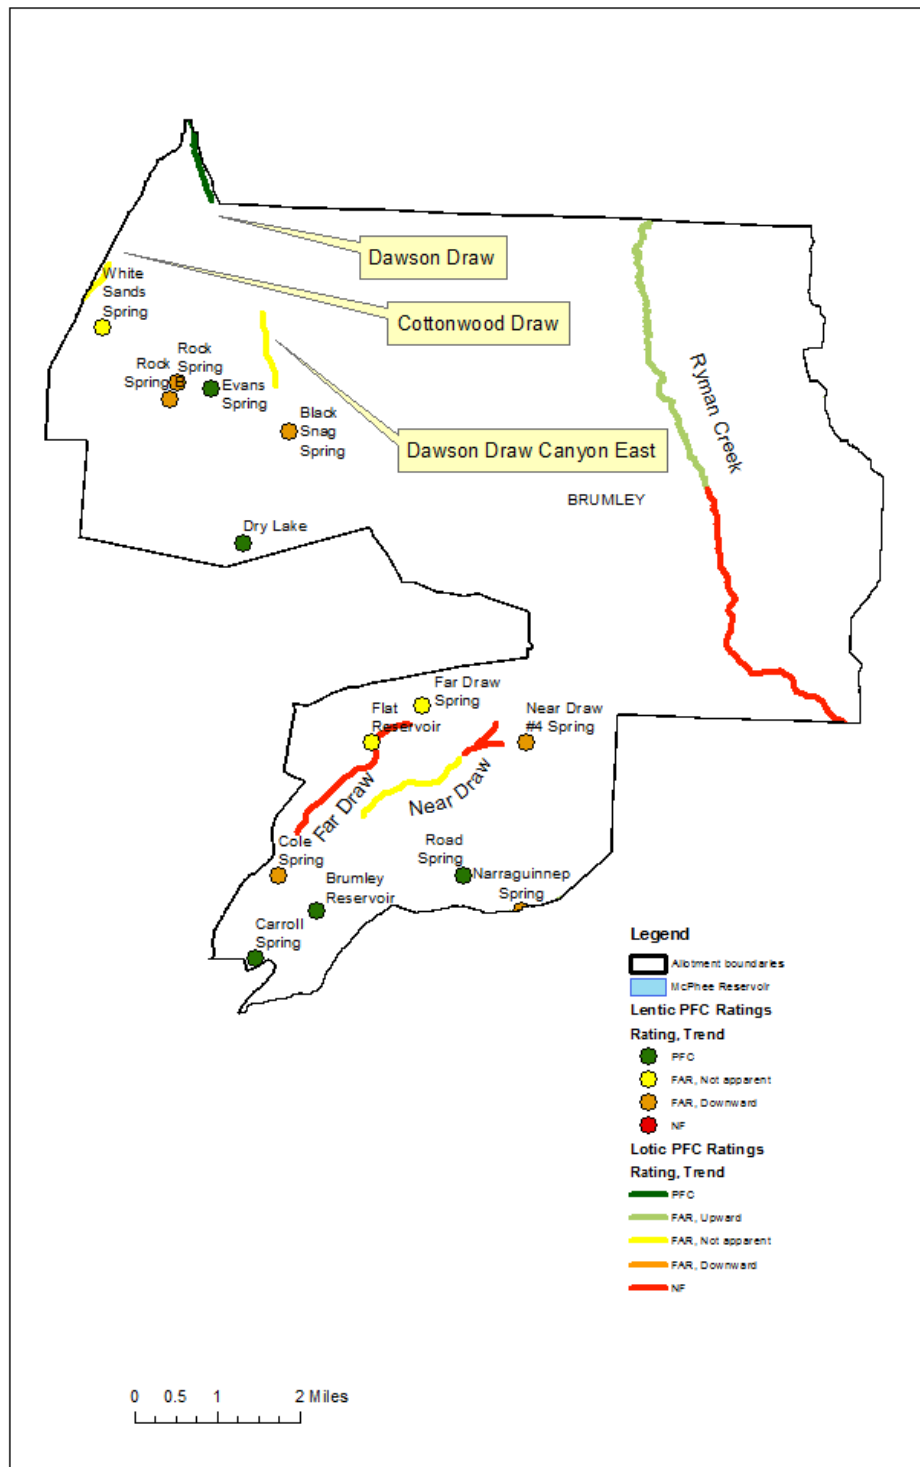 Dawson Draw
White
Sands
Spring
Cottonwood Draw
Rock
Spring
Rock
Spring B
Evans
Spring
Black
Snag
Spring
Dawson Draw Canyon East
Ryman Creek
BRUMLEY
Dry Lake
Far Draw
Spring
Flat
Reservoir
Near Draw
#4 Spring
Far Draw
Near Draw
Cole
Spring
Road
Spring
Brumley
Reservoir
Narraguinnep
Spring
Carroll
Spring
Legend
Allotment boundaries
McPhee Reservoir
Lentic PFC Ratings
Rating, Trend
PFC
FAR, Not apparent
FAR, Downward
NF
Lotic PFC Ratings
Rating, Trend
PFC
FAR, Upward
FAR, Not apparent
FAR, Downward
NF
0 0.5 1 2 Miles